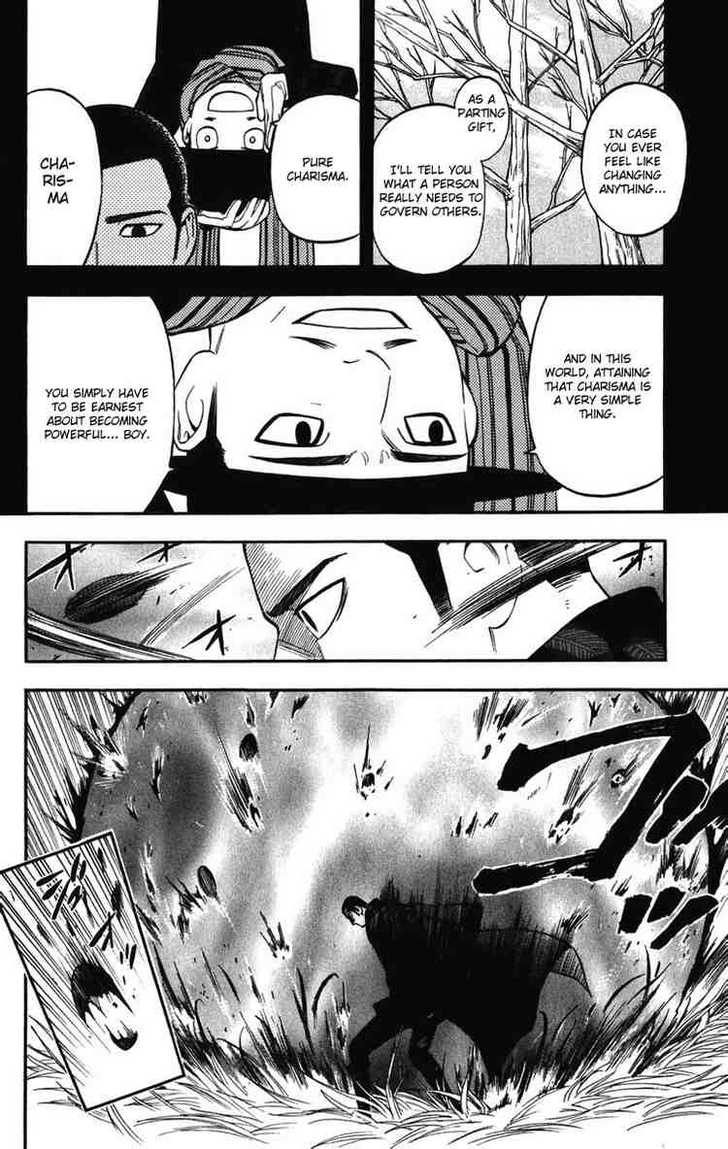 IN CASE
YOU EVER
FEEL LIKE
CHANGING
ANYTHING...
AS A
PARTING
GIFT,
I'LL TELL YOU
WHAT A PERSON
REALLY NEEDS TO
GOVERN OTHERS.
PURE
CHARISMA.
CHA-
RIS-
MA
AND IN THIS
WORLD, ATTAINING
THAT CHARISMA IS
A VERY SIMPLE
THING.
YOU SIMPLY HAVE
TO BE EARNEST
ABOUT BECOMING
POWERFUL... BOY.